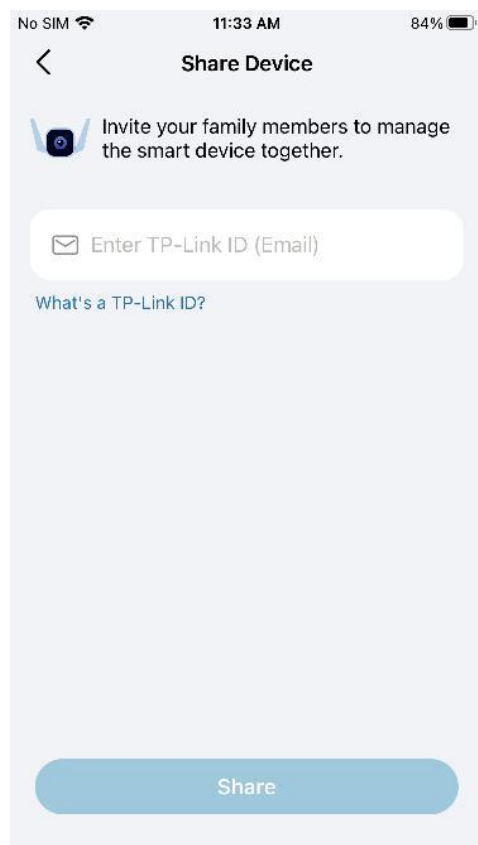 No SIM 11:33 AM 84%
Share Device
Invite your family members to manage
the smart device together.
Enter TP-Link ID (Email)
What's a TP-Link ID?
Share